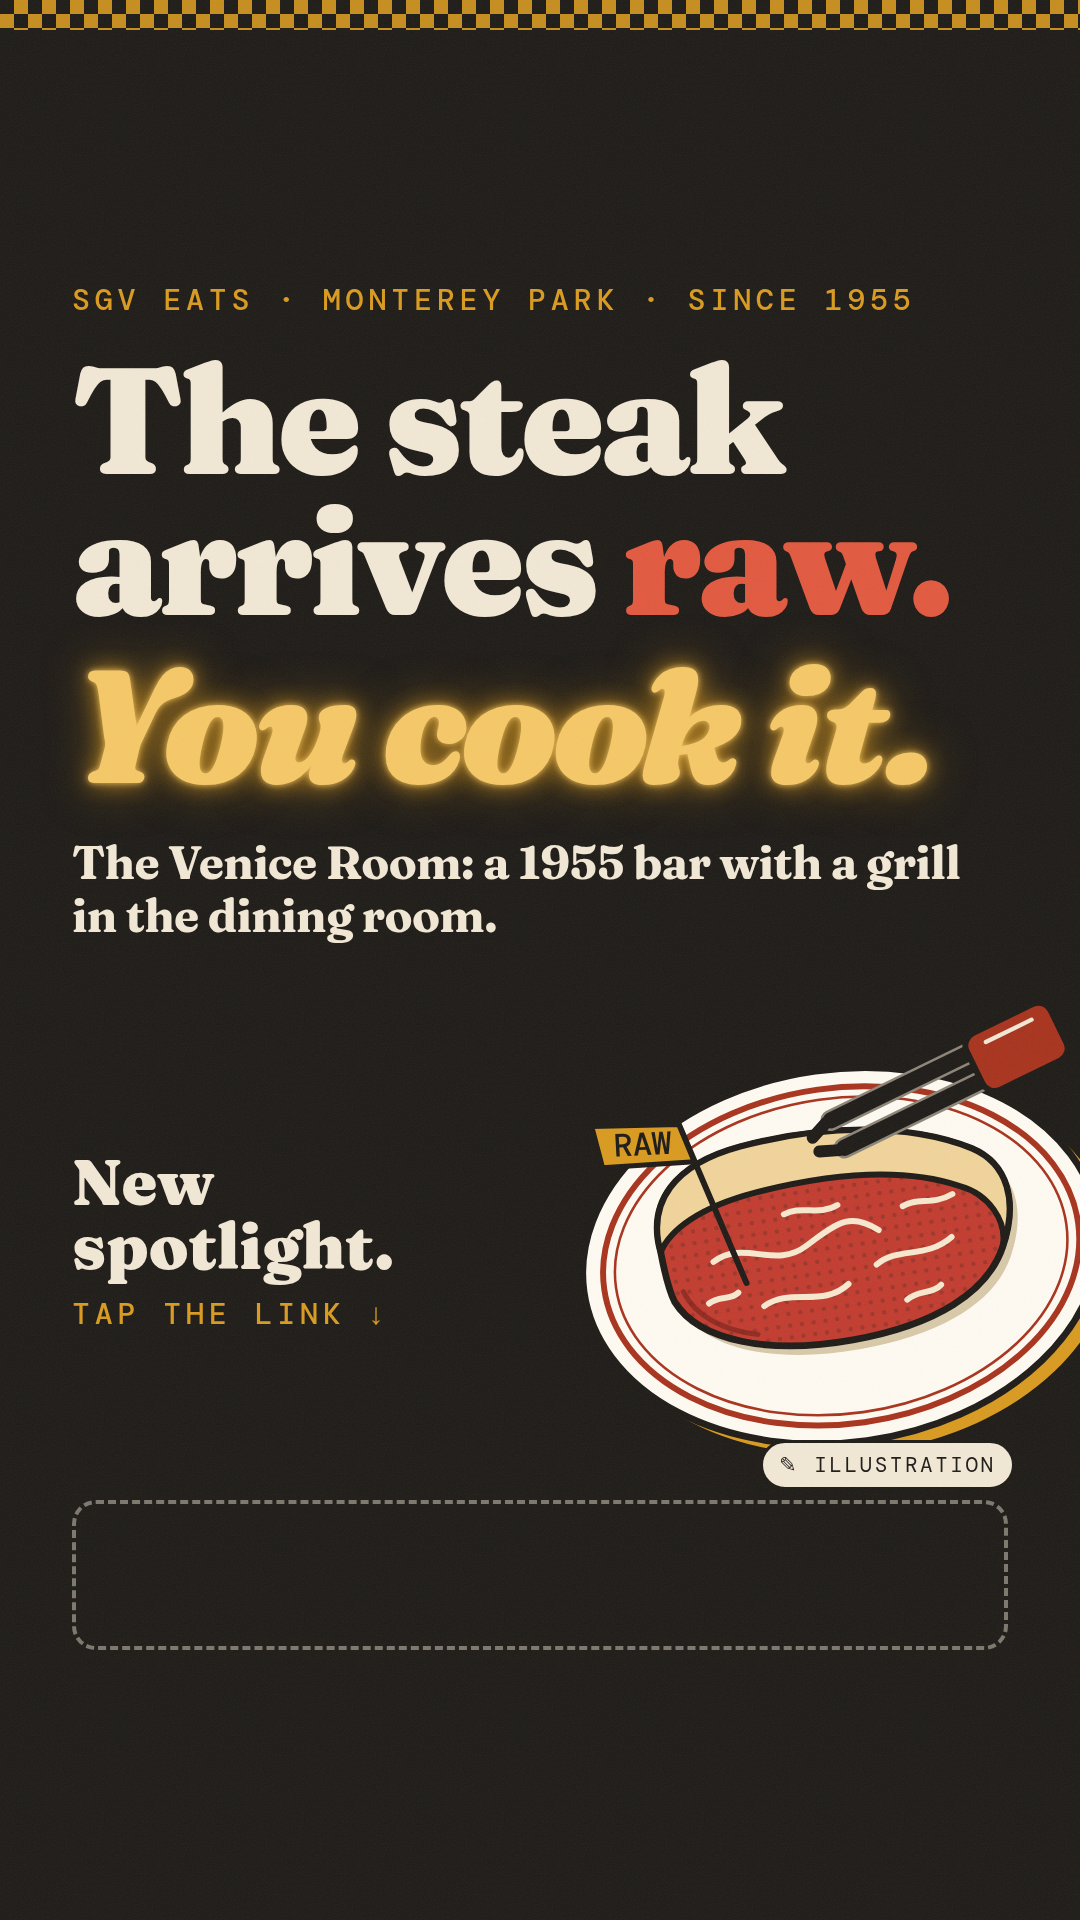 SGV EATS · MONTEREY PARK · SINCE 1955
The steak
arrives raw.
You cook it.
The Venice Room: a 1955 bar with a grill
in the dining room.
RAW
New
spotlight.
TAP THE LINK ↓
✎ ILLUSTRATION